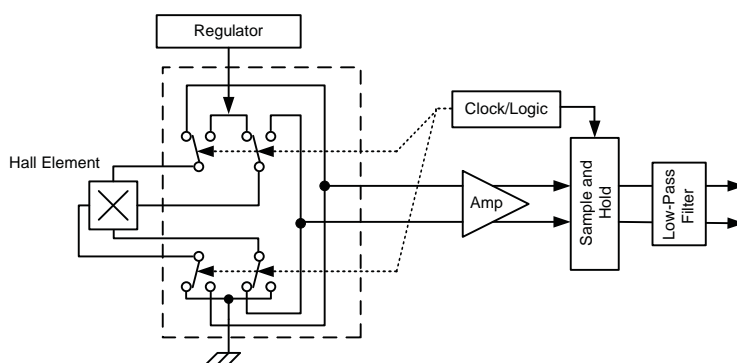 Regulator
Clock/Logic
Hall Element
Amp
Sample and
Hold
Low-Pass
Filter